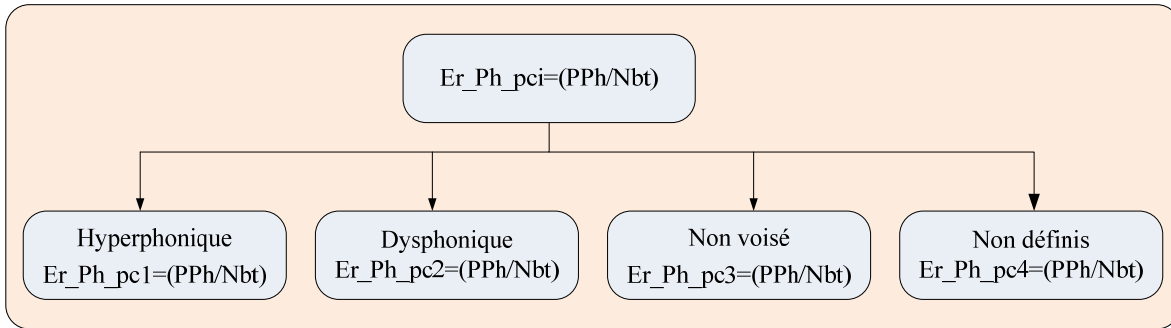 Er_Ph_pci=(PPh/Nbt)
Hyperphonique
Er_Ph_pc1=(PPh/Nbt)
Dysphonique
Er_Ph_pc2=(PPh/Nbt)
Non voisé
Er_Ph_pc3=(PPh/Nbt)
Non définis
Er_Ph_pc4=(PPh/Nbt)